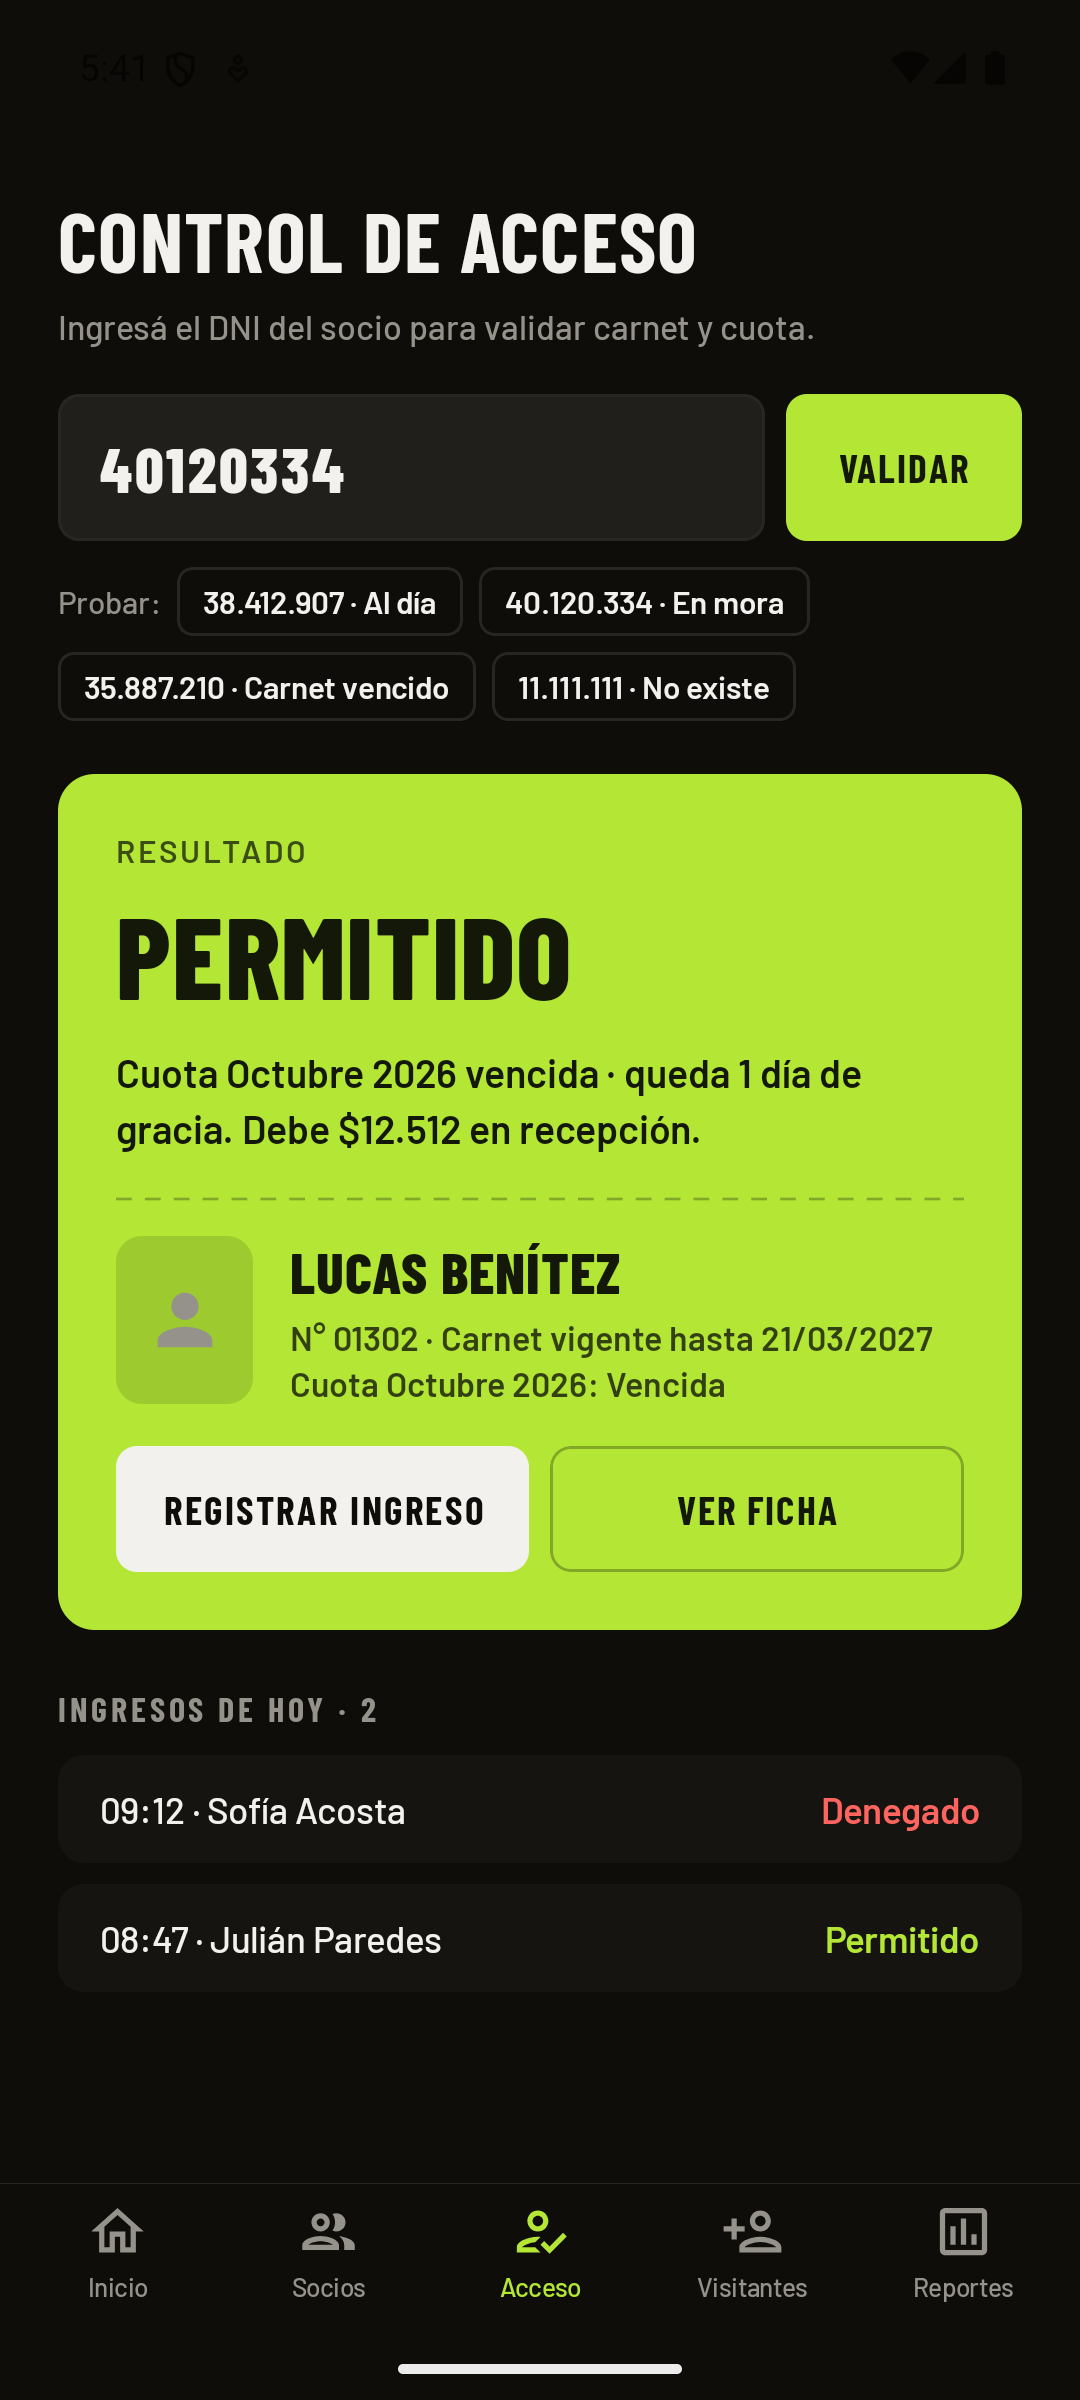 5:41
CONTROL DE ACCESO
Ingresá el DNI del socio para validar carnet y cuota.
40120334
VALIDAR
Probar:
38.412.907 · Al día
40.120.334 · En mora
35.887.210 · Carnet vencido
11.111.111 · No existe
RESULTADO
PERMITIDO
Cuota Octubre 2026 vencida · queda 1 día de
gracia. Debe $12.512 en recepción.
LUCAS BENÍTEZ
N° 01302 · Carnet vigente hasta 21/03/2027
Cuota Octubre 2026: Vencida
REGISTRAR INGRESO
VER FICHA
INGRESOS DE HOY · 2
09:12 · Sofía Acosta
Denegado
08:47 · Julián Paredes
Permitido
Inicio
Socios
Acceso
Visitantes
Reportes